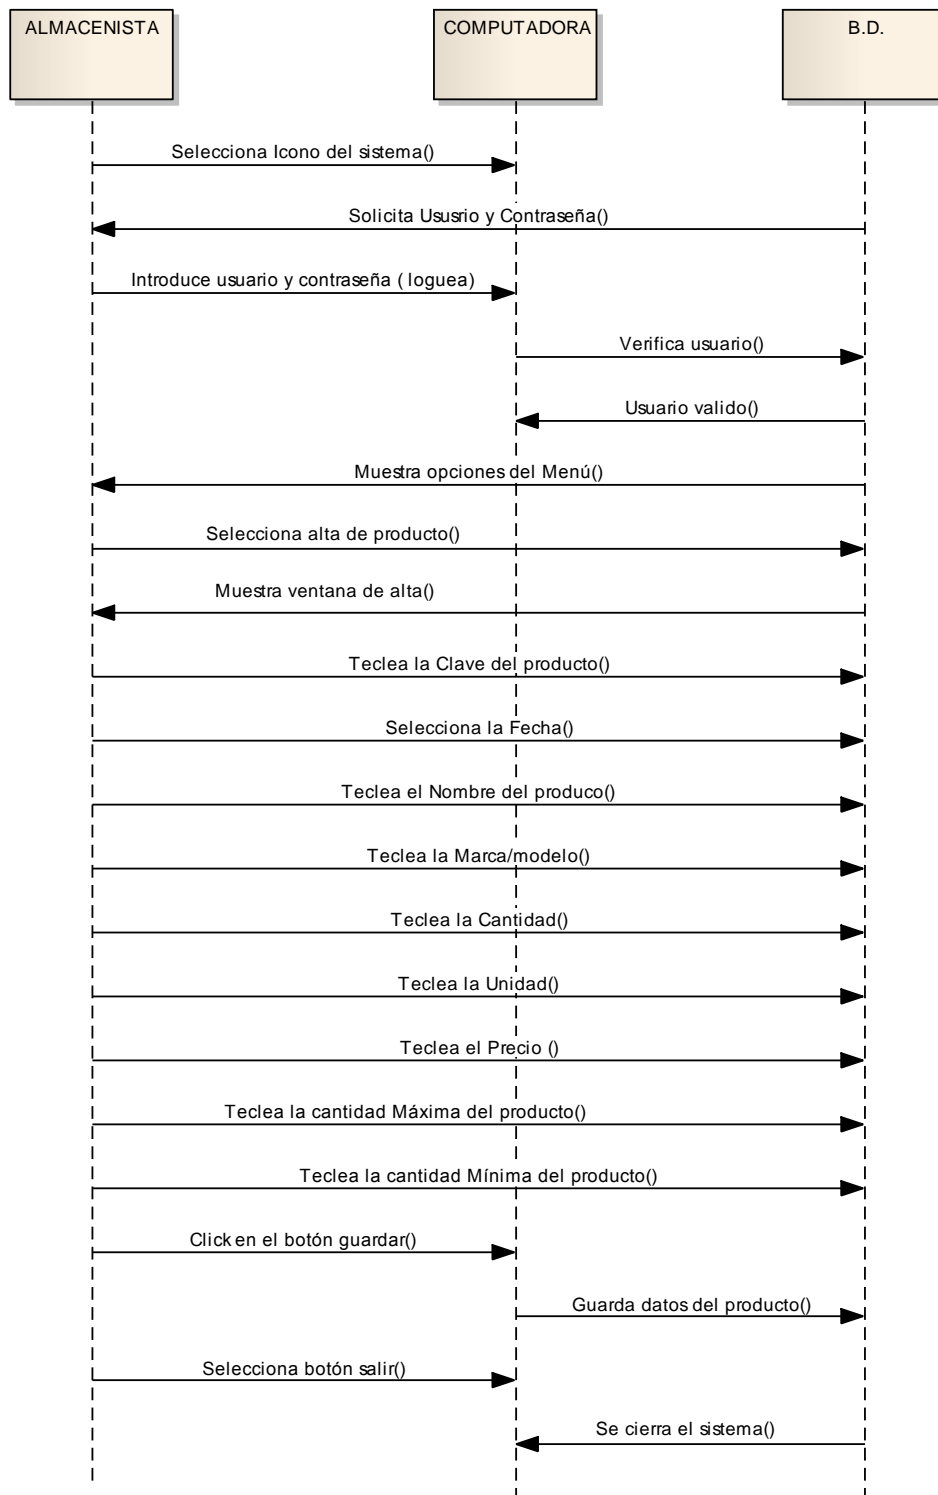 ALMACENISTA
COMPUTADORA
B.D.
Selecciona Icono del sistema()
Solicita Ususrio y Contraseña()
Introduce usuario y contraseña ( loguea)
Verifica usuario()
Usuario valido()
Muestra opciones del Menú()
Selecciona alta de producto()
Muestra ventana de alta()
Teclea la Clave del producto()
Selecciona la Fecha()
Teclea el Nombre del produco()
Teclea la Marca/modelo()
Teclea la Cantidad()
Teclea la Unidad()
Teclea el Precio ()
Teclea la cantidad Máxima del producto()
Teclea la cantidad Mínima del producto()
Click en el botón guardar()
Guarda datos del producto()
Selecciona botón salir()
Se cierra el sistema()